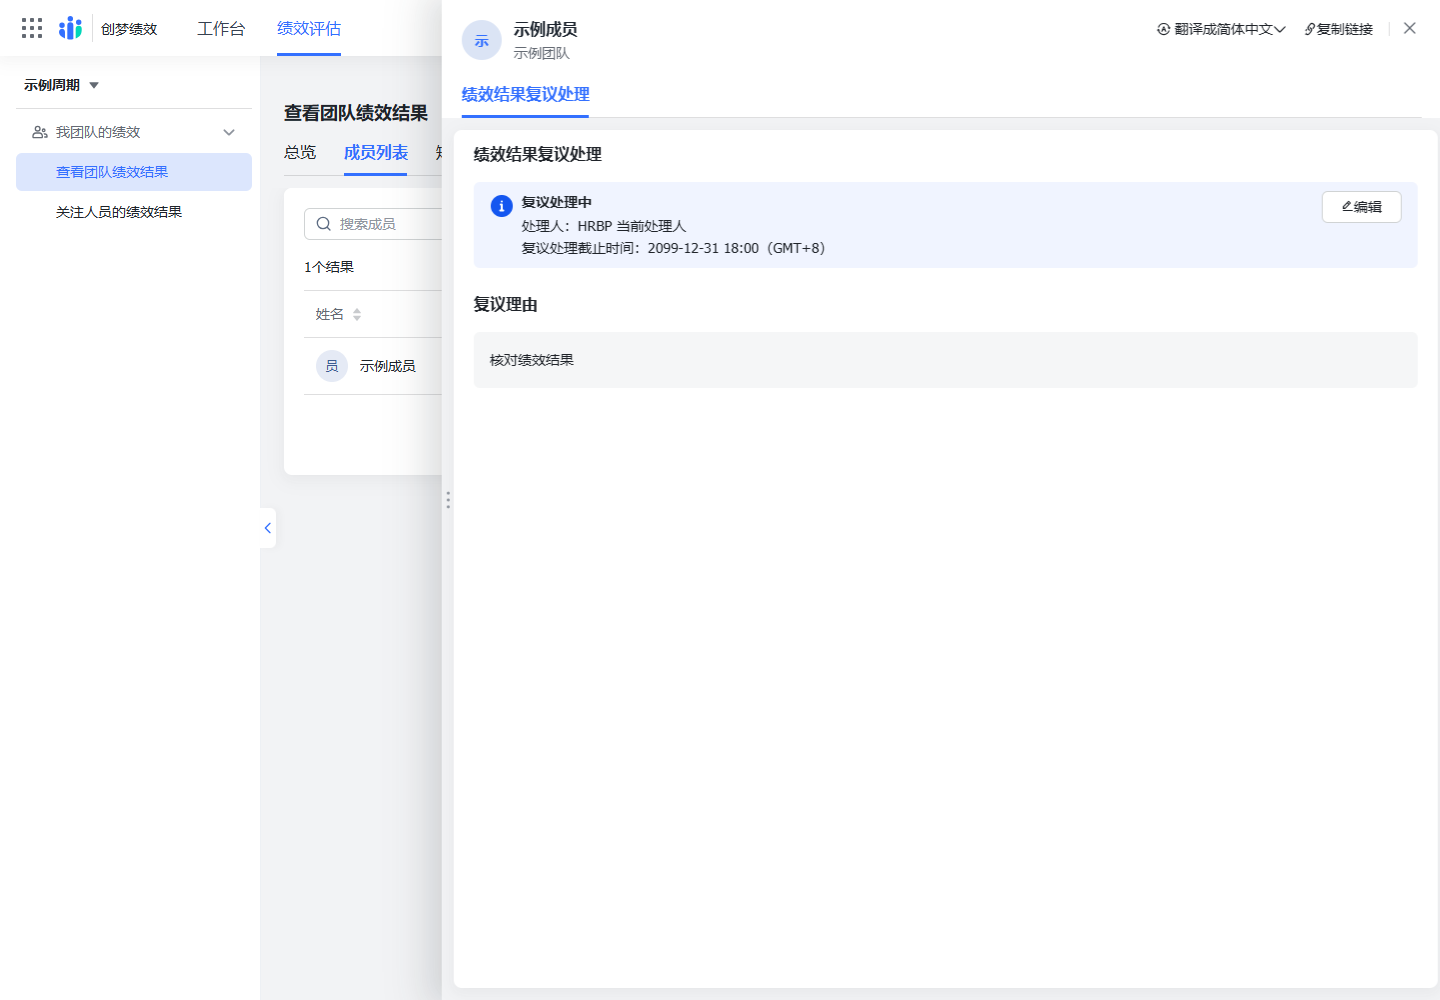 创梦绩效
工作台
绩效评估
示例周期
我团队的绩效
查看团队绩效结果
关注人员的绩效结果
查看团队绩效结果
总览
成员列表
搜索成员
1个结果
姓名
员
示例成员
示
示例成员
示例团队
翻译成简体中文
复制链接
绩效结果复议处理
绩效结果复议处理
复议处理中
处理人：HRBP 当前处理人
复议处理截止时间：2099-12-31 18:00（GMT+8）
编辑
复议理由
核对绩效结果